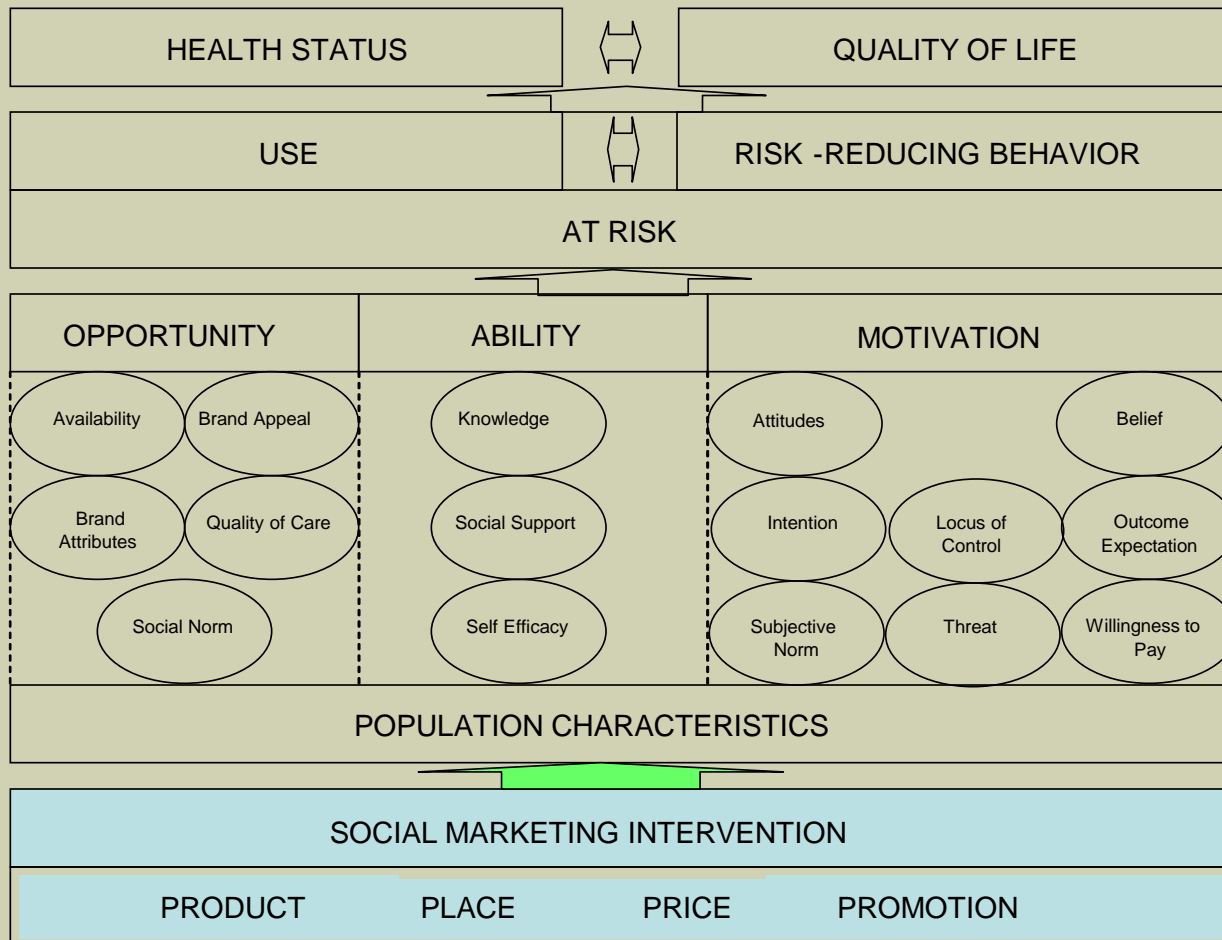 HEALTH STATUS
QUALITY OF LIFE
USE
RISK -REDUCING BEHAVIOR
AT RISK
OPPORTUNITY
ABILITY
MOTIVATION
Availability
Brand Appeal
Knowledge
Attitudes
Belief
Brand
Attributes
Quality of Care
Social Support
Intention
Locus of
Control
Outcome
Expectation
Social Norm
Self Efficacy
Subjective
Norm
Threat
Willingness to
Pay
POPULATION CHARACTERISTICS
SOCIAL MARKETING INTERVENTION
PRODUCT PLACE PRICE PROMOTION